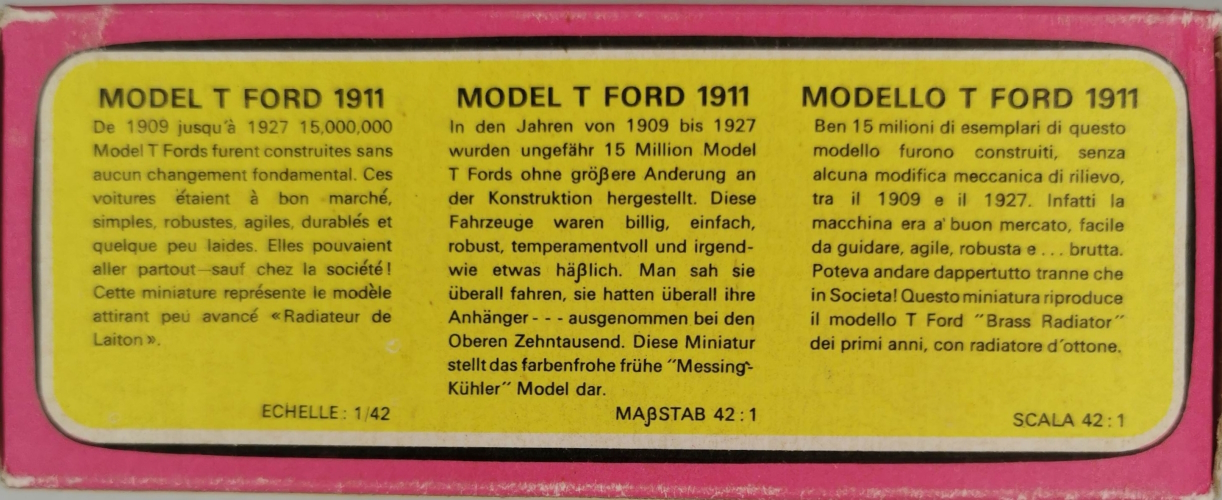 MODEL T FORD 1911
De 1909 jusqu'à 1927 15,000,000
Model T Fords furent construites sans
aucun changement fondamental. Ces
voitures étaient à bon marché,
simples, robustes, agiles, durablés et
quelque peu laides. Elles pouvaient
aller partout—sauf chez la société!
Cette miniature représente le modèle
attirant peu avancé «Radiateur de
Laiton».
ECHELLE: 1/42
MODEL T FORD 1911
In den Jahren von 1909 bis 1927
wurden ungefähr 15 Million Model
T Fords ohne größere Anderung an
der Konstruktion hergestellt. Diese
Fahrzeuge waren billig, einfach,
robust, temperamentvoll und irgend-
wie etwas häßlich. Man sah sie
überall fahren, sie hatten überall ihre
Anhänger - - - ausgenommen bei den
Oberen Zehntausend. Diese Miniatur
stellt das farbenfrohe frühe "Messing-
Kühler" Model dar.
MAßSTAB 42:1
MODELLO T FORD 1911
Ben 15 milioni di esemplari di questo
modello furono construiti, senza
alcuna modifica meccanica di rilievo,
tra il 1909 e il 1927. Infatti la
macchina era a' buon mercato, facile
da guidare, agile, robusta e ... brutta.
Poteva andare dappertutto tranne che
in Societa! Questo miniatura riproduce
il modello T Ford "Brass Radiator"
dei primi anni, con radiatore d'ottone.
SCALA 42:1